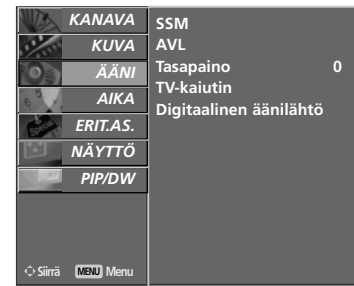 KANAVA
KUVA
ÄÄNI
AIKA
ERIT.AS.
NÄYTTÖ
PIP/DW
SSM
AVL
Tasapaino 0
TV-kaiutin
Digitaalinen äänilähtö
Siirrä MENU Menu